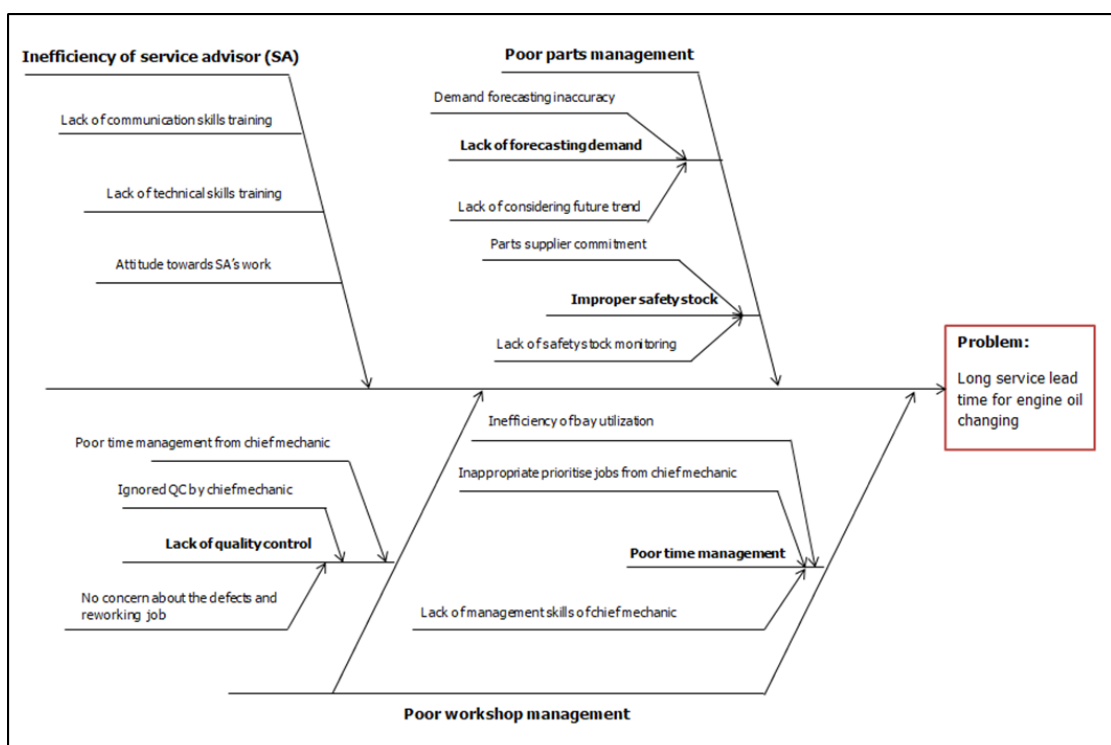 Inefficiency of service advisor (SA)
Lack of communication skills training
Lack of technical skills training
Attitude towards SA's work
Poor parts management
Demand forecasting inaccuracy
Lack of forecasting demand
Lack of considering future trend
Parts supplier commitment
Improper safety stock
Lack of safety stock monitoring
Problem:
Long service lead
time for engine oil
changing
Poor time management from chief mechanic
Ignored QC by chief mechanic
Lack of quality control
No concern about the defects and
reworking job
Inefficiency of bay utilization
Inappropriate prioritise jobs from chief mechanic
Poor time management
Lack of management skills of chief mechanic
Poor workshop management